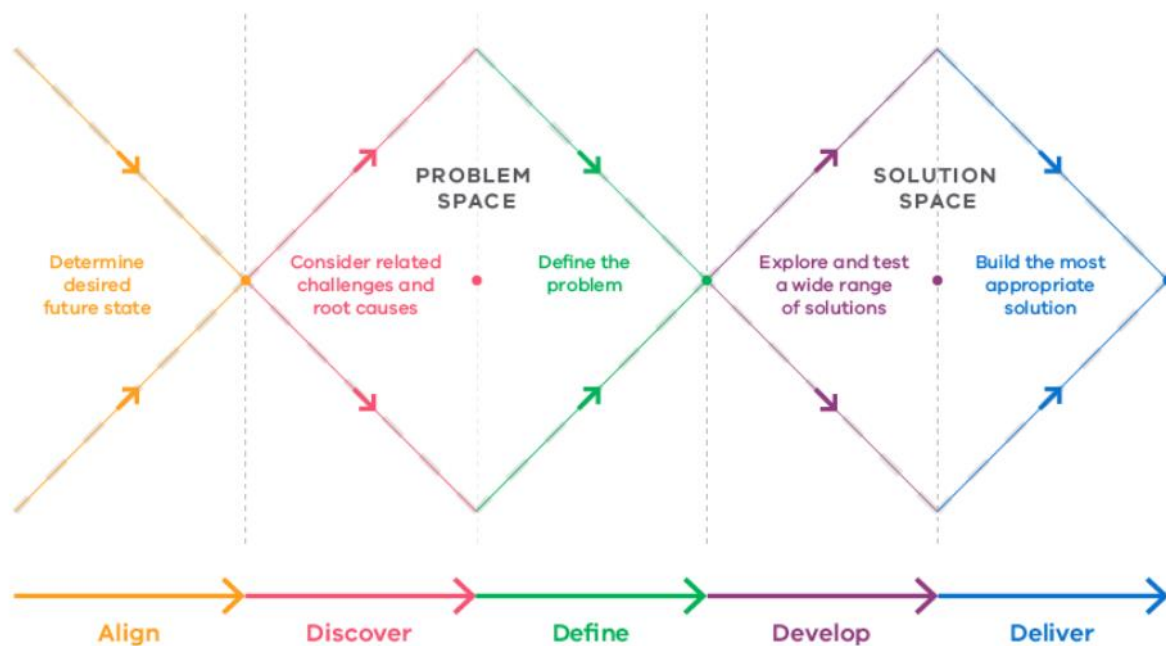 PROBLEM
SPACE
SOLUTION
SPACE
Determine
desired
future state
Consider related
challenges and
root causes
Define the
problem
Explore and test
a wide range
of solutions
Build the most
appropriate
solution
Align
Discover
Define
Develop
Deliver